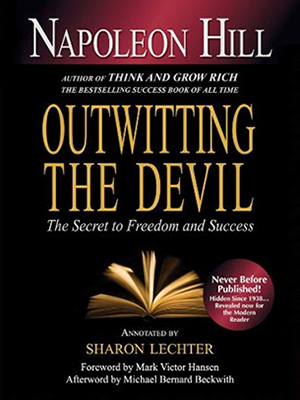 NAPOLEON HILL
AUTHOR OF THINK AND GROW RICH
THE BESTSELLING SUCCESS BOOK OF ALL TIME
OUTWITTING
THE DEVIL
The Secret to Freedom and Success
Never Before
Published!
Hidden Since 1938...
Revealed now for
the Modern
Reader
ANNOTATED BY
SHARON LECHTER
Foreword by Mark Victor Hansen
Afterword by Michael Bernard Beckwith